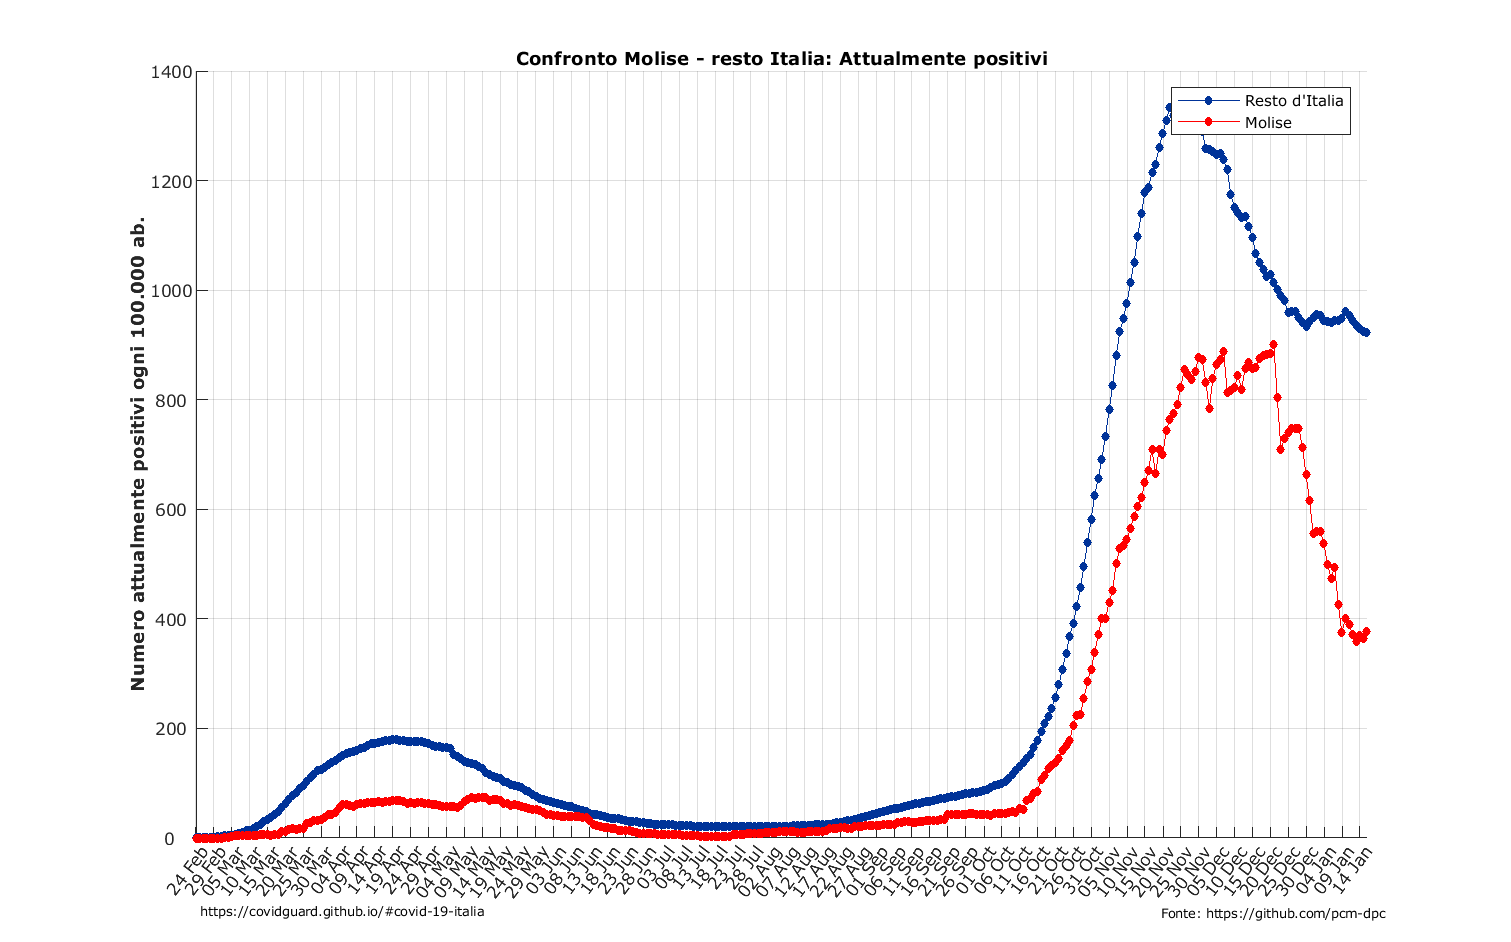 Confronto Molise - resto Italia: Attualmente positivi
Numero attualmente positivi ogni 100.000 ab.
1400
1200
1000
800
600
400
200
0
Resto d'Italia
Molise
24 Feb
29 Feb
05 Mar
10 Mar
15 Mar
20 Mar
25 Mar
30 Mar
04 Apr
09 Apr
14 Apr
19 Apr
24 Apr
29 Apr
04 May
09 May
14 May
19 May
24 May
29 May
03 Jun
08 Jun
13 Jun
18 Jun
23 Jun
28 Jun
03 Jul
08 Jul
13 Jul
18 Jul
23 Jul
28 Jul
02 Aug
07 Aug
12 Aug
17 Aug
22 Aug
27 Aug
01 Sep
06 Sep
11 Sep
16 Sep
21 Sep
26 Sep
01 Oct
06 Oct
11 Oct
16 Oct
21 Oct
26 Oct
31 Oct
05 Nov
10 Nov
15 Nov
20 Nov
25 Nov
30 Nov
05 Dec
10 Dec
15 Dec
20 Dec
25 Dec
30 Dec
04 Jan
09 Jan
14 Jan
https://covidguard.github.io/#covid-19-italia
Fonte: https://github.com/pcm-dpc